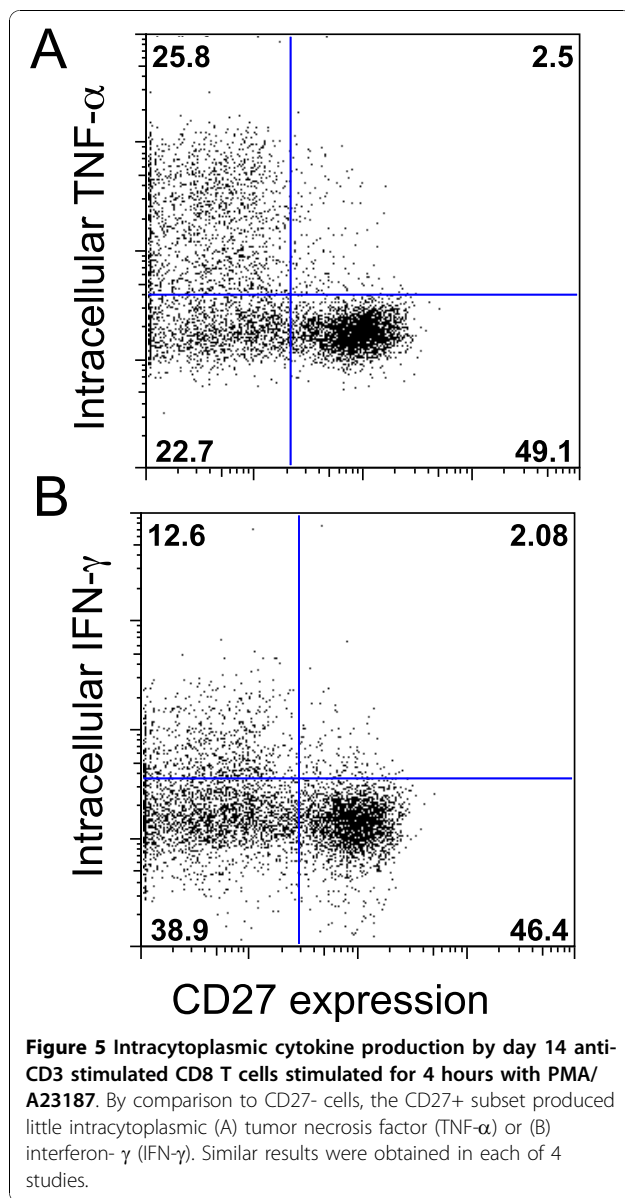 A
25.8 2.5
Intracellular TNF-α
22.7 49.1
B
12.6 2.08
Intracellular IFN-γ
38.9 46.4
CD27 expression
Figure 5 Intracytoplasmic cytokine production by day 14 anti-
CD3 stimulated CD8 T cells stimulated for 4 hours with PMA/
A23187. By comparison to CD27- cells, the CD27+ subset produced
little intracytoplasmic (A) tumor necrosis factor (TNF-α) or (B)
interferon- γ (IFN-γ). Similar results were obtained in each of 4
studies.